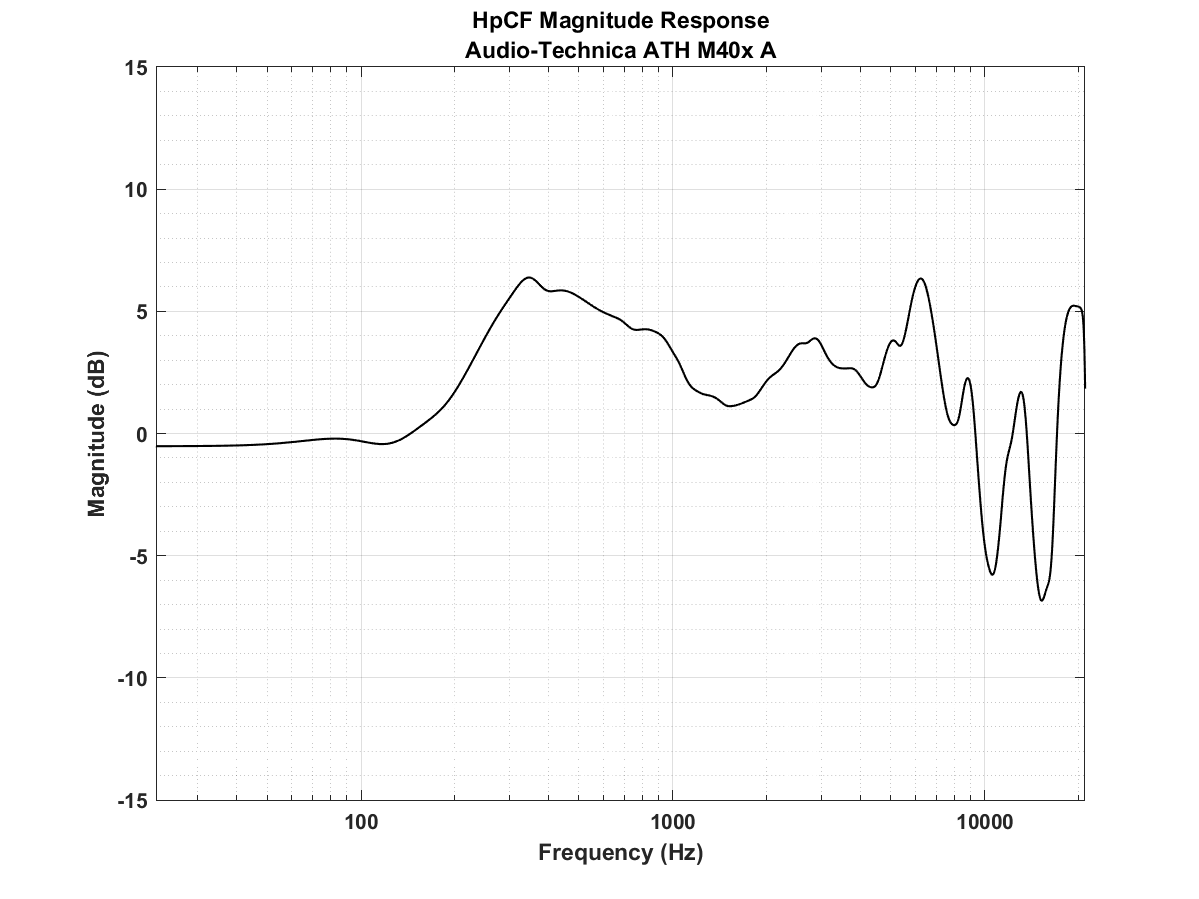 HpCF Magnitude Response
Audio-Technica ATH M40x A
15
10
5
0
-5
-10
-15
Magnitude (dB)
100
1000
10000
Frequency (Hz)